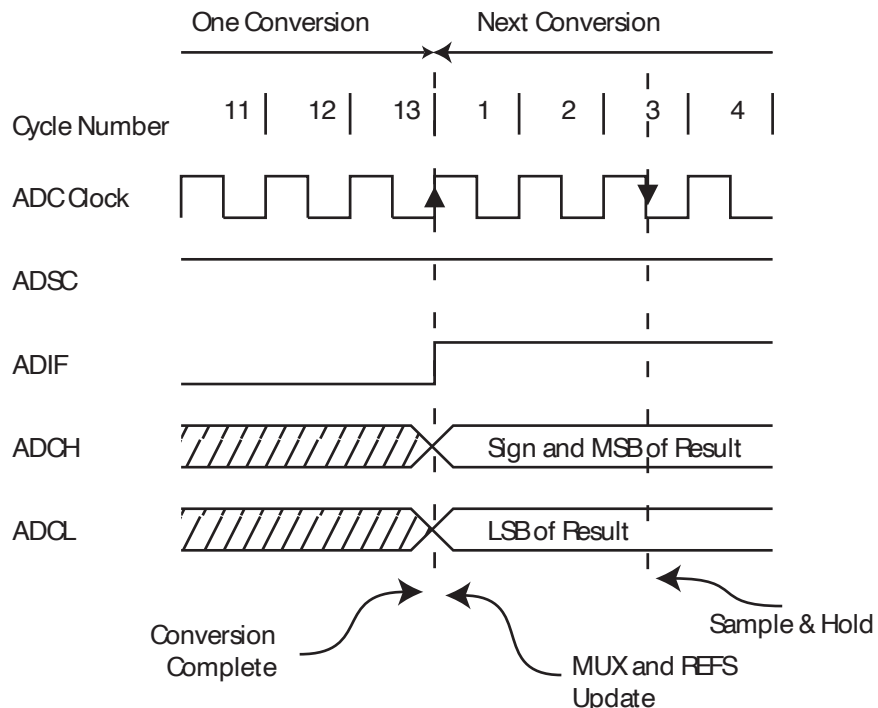 One Conversion Next Conversion
Cycle Number 11 12 13 1 2 3 4
ADC Clock
ADSC
ADIF
ADCH Sign and MSB of Result
ADCL LSB of Result
Conversion
Complete
MUX and REFS
Update
Sample & Hold